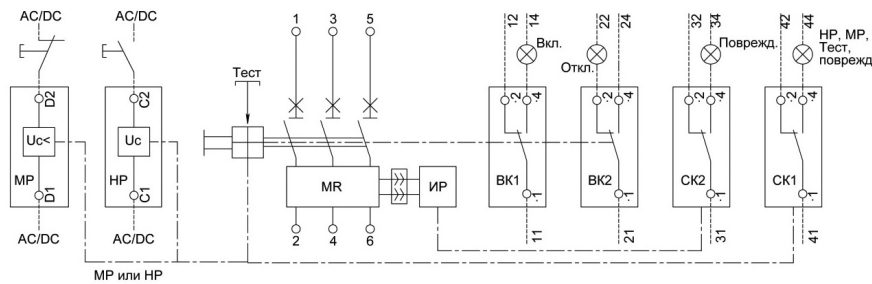 AC/DC
AC/DC
1
3
5
12
14
22
24
32
34
42
44
Вкл.
Откл.
Поврежд.
НР, МР,
Тест,
поврежд
Тест
D2
C2
.2
.4
.2
.4
.2
.4
.2
.4
Uc<
Uc
МР
НР
MR
ИР
ВК1
ВК2
СК2
СК1
D1
C1
.1
.1
.1
.1
2
4
6
11
21
31
41
AC/DC
AC/DC
МР или НР